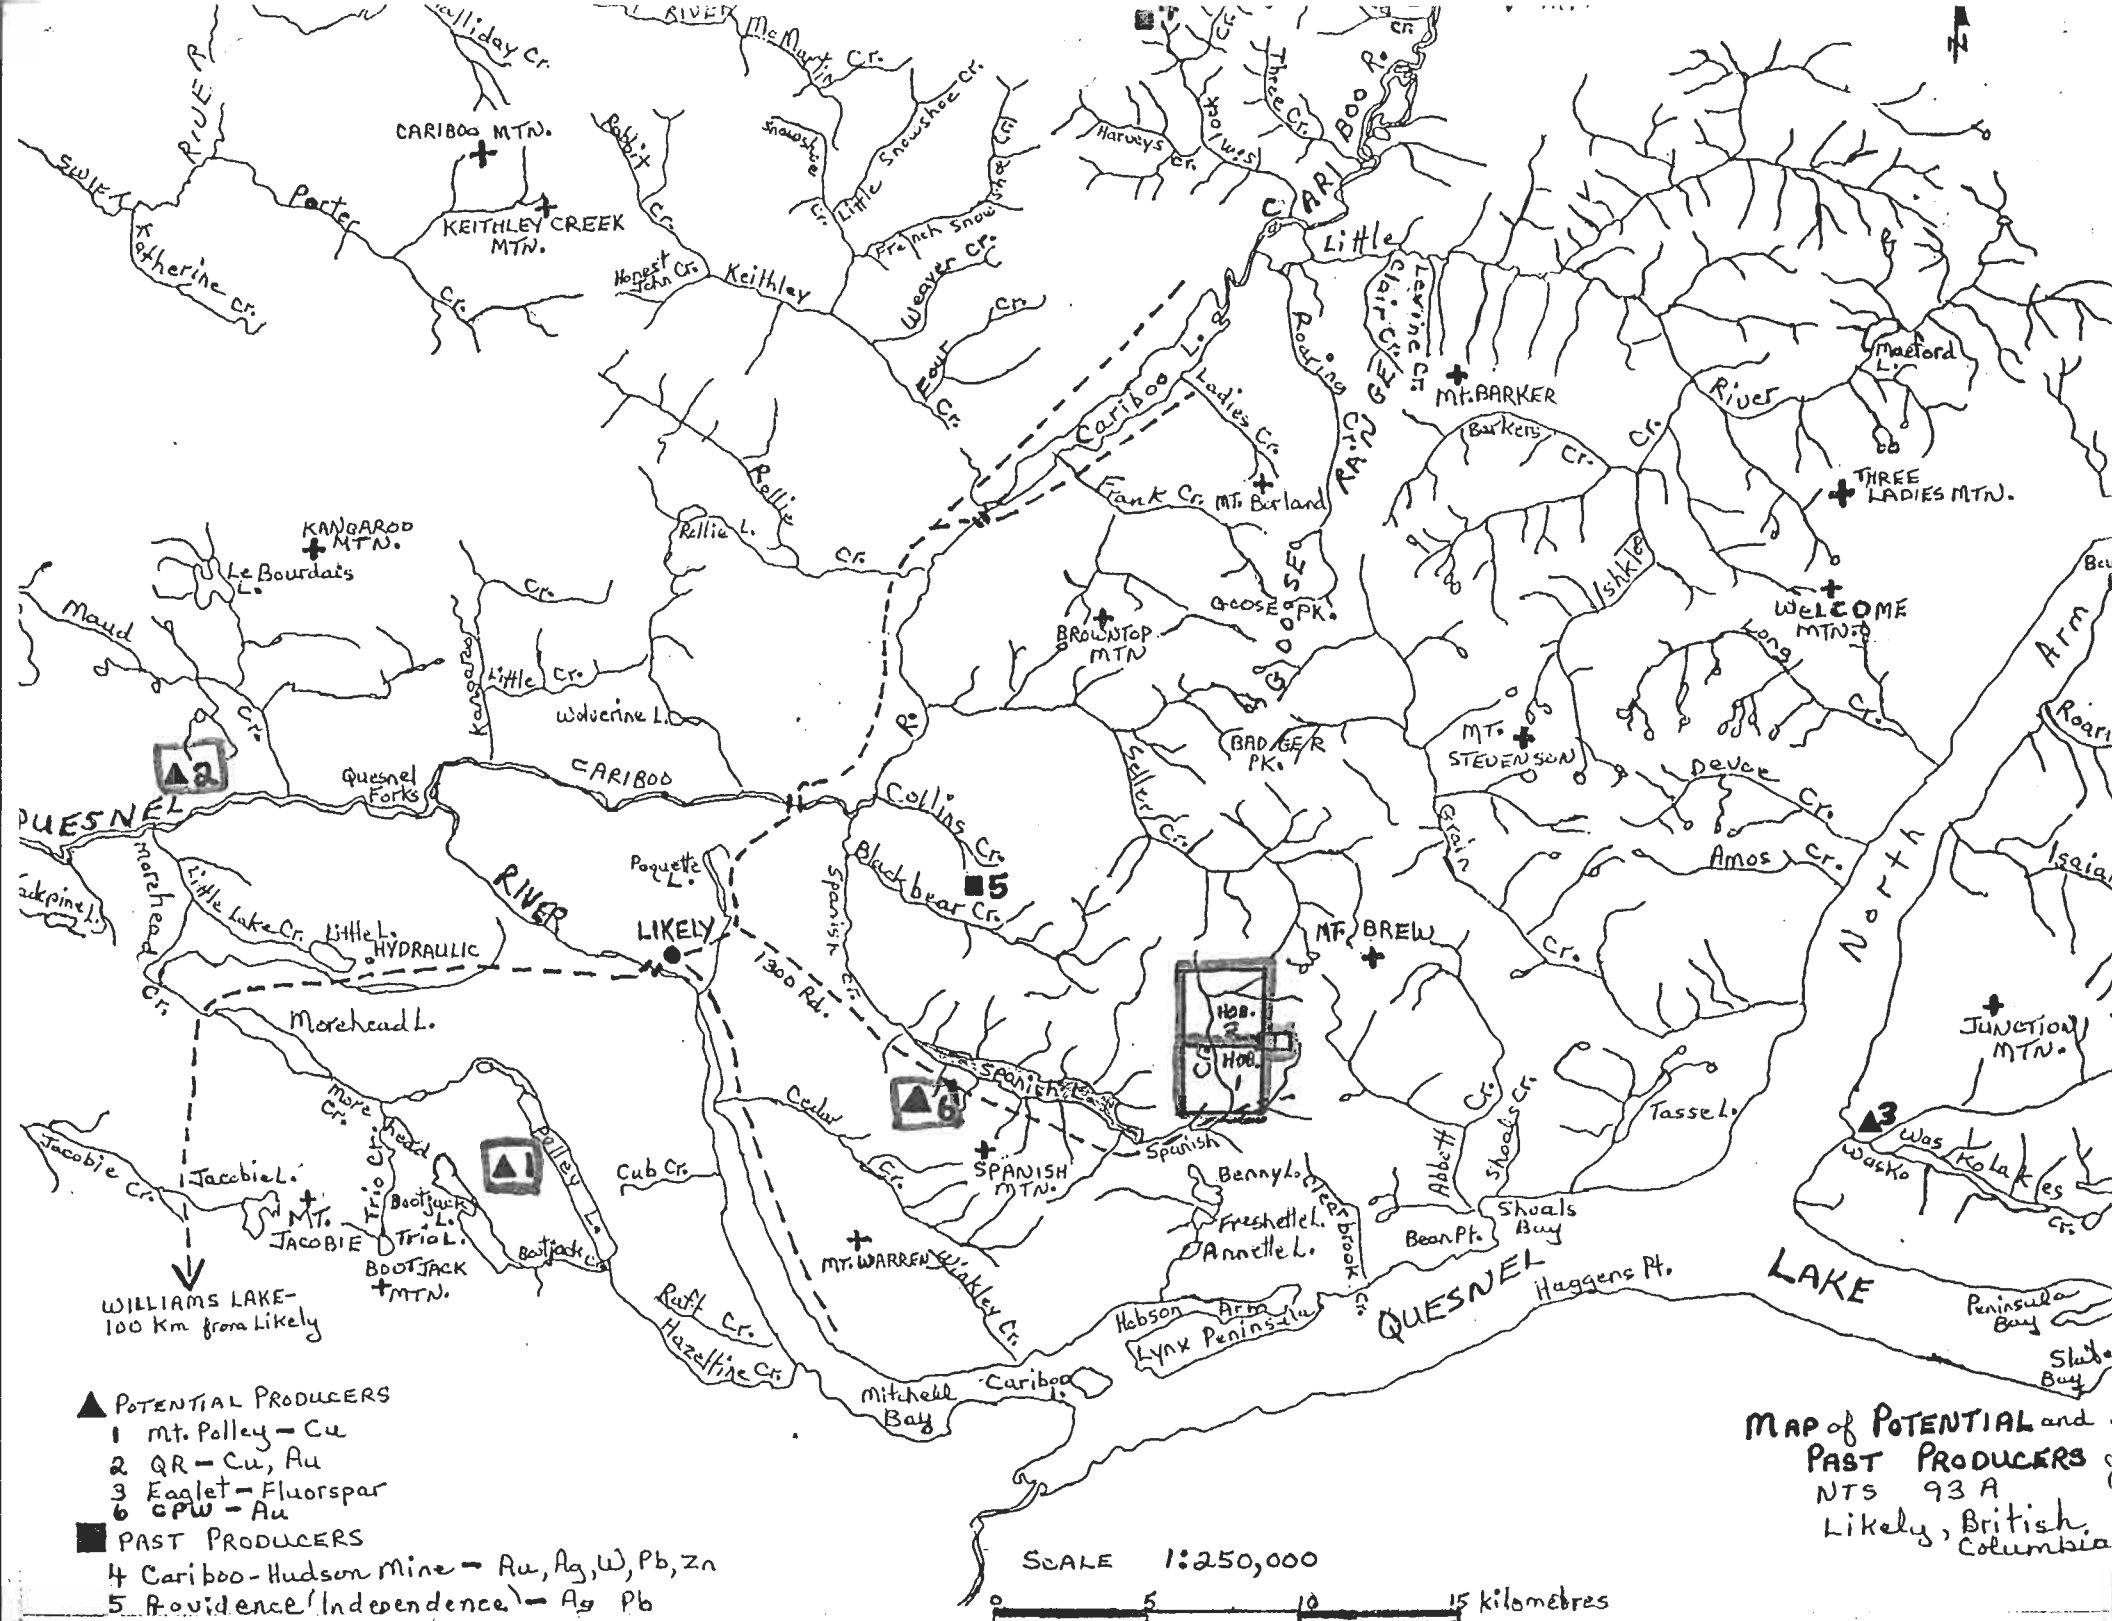 RIVER
McMurtin
Cr.
Cr.
N
CARIBOO MTN.
Rabbit
Cr.
Snowshoe
Cr.
Little Snowshoe Cr.
Harveys
Cr.
Three
Cr.
CARIBOO R.
SWIFT
RIVER
Porter
Cr.
KEITHLEY CREEK
MTN.
French Snowshoe Cr.
Weaver Cr.
Katherine Cr.
Honest
John Cr.
Keithley
Cr.
Four
Cr.
Little
River
Clair Cr.
Levine Cr.
Roaring
Cr.
Maeford
L.
Mt. BARKER
Barkers
Cr.
Cariboo L.
Ladies Cr.
Frank Cr.
MT. Borland
THREE
LADIES MTN.
KANGAROO
MTN.
Rollie
Rollie L.
Cr.
Le Bourdais
L.
Cr.
Maud
Cr.
Kangaroo
Little Cr.
Wolverine L.
BROWNTOP
MTN
GOOSE PK.
GOOSE RANGE
Ishkloo
Cr.
WELCOME
MTN.
Long
Cr.
R.
BADGER
PK.
MT.
STEVENSON
Deuce
Cr.
Seller
Cr.
2
Quesnel
Forks
CARIBOO
Collins
Cr.
QUESNEL
RIVER
Grain
Cr.
Amos Cr.
North
Arm
Poquette
L.
Spanish
Cr.
Blackbear Cr.
5
Morehead
Cr.
Little Lake Cr.
Little L.
HYDRAULIC
LIKELY
1300 Rd.
MT. BREW
HOB.
2
HOB.
1
Morehead L.
Spanish L.
6
JUNCTION
MTN.
Morehead
Cr.
Cedar
Cr.
Tasse L.
3
Wasko Lakes
Wasko
Cr.
Jacobie Cr.
Jacobie L.
MT.
JACOBIE
Trio Cr.
Bootjack
L.
Trio L.
1
Polley L.
Cub Cr.
SPANISH
MTN.
Spanish
Benny L.
Freshette L.
Annette L.
Abbott
Cr.
Shoals Cr.
Shoals
Bay
Bean Pt.
BOOTJACK
MTN.
Bootjack
Cr.
MT. WARREN
Winkley Cr.
WILLIAMS LAKE-
100 Km from Likely
Raft Cr.
Hazeltine Cr.
Hobson Arm
Lynx Peninsula
QUESNEL
LAKE
Haggens Pt.
Peninsula
Bay
Mitchell
Bay
Cariboo
I.
▲ POTENTIAL PRODUCERS
1 Mt. Polley - Cu
2 QR - Cu, Au
3 Eaglet - Fluorspar
6 CPW - Au
■ PAST PRODUCERS
4 Cariboo-Hudson Mine - Au, Ag, W, Pb, Zn
5 Providence (Independence) - Ag Pb
MAP of POTENTIAL and
PAST PRODUCERS
NTS 93 A
Likely, British
Columbia
SCALE 1:250,000
0 5 10 15 kilometres